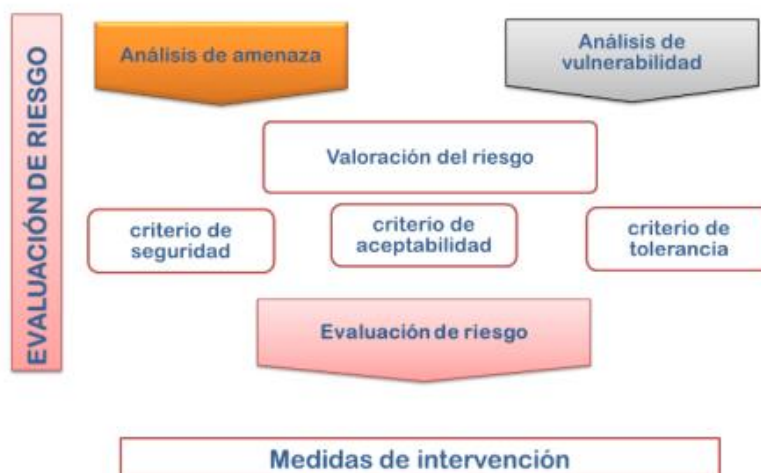 EVALUACIÓN DE RIESGO
Análisis de amenaza
Análisis de
vulnerabilidad
Valoración del riesgo
criterio de
seguridad
criterio de
aceptabilidad
criterio de
tolerancia
Evaluación de riesgo
Medidas de intervención